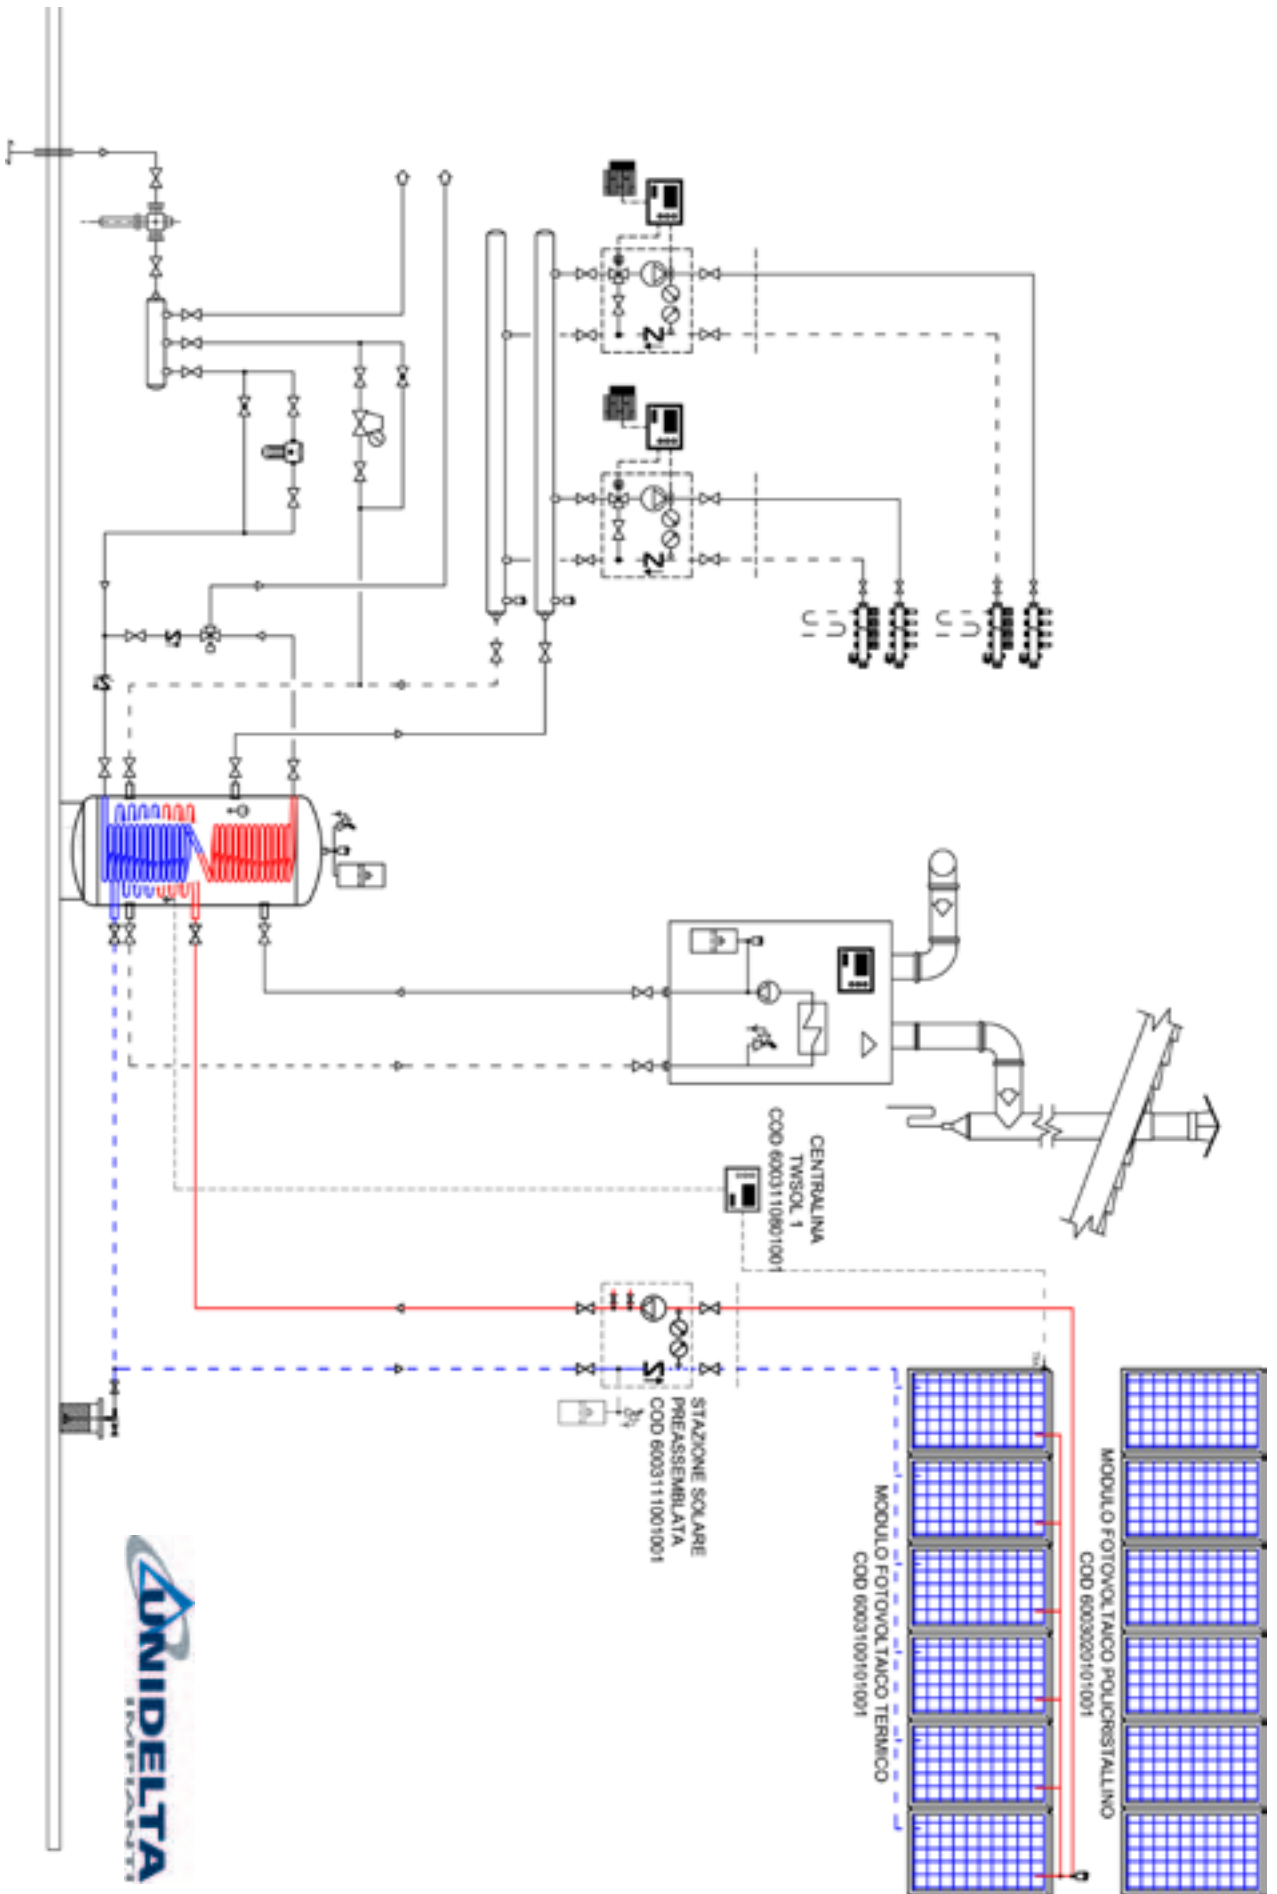 CENTRALINA
TWSOL 1
COD 6003110801001
STAZIONE SOLARE
PREASSEMBLATA
COD 6003111001001
MODULO FOTOVOLTAICO POLICRISTALLINO
COD 6003020101001
MODULO FOTOVOLTAICO TERMICO
COD 6003100101001
UNIDELTA
IMPIANTI